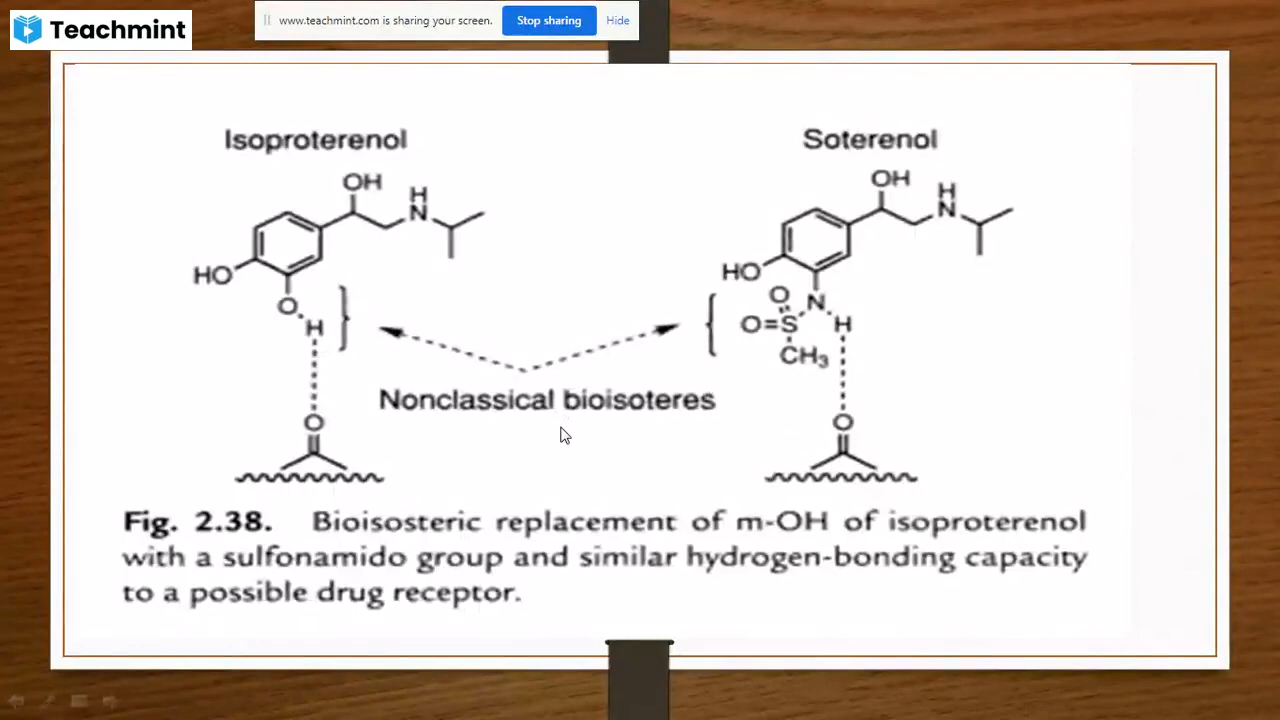 Teachmint
www.teachmint.com is sharing your screen. Stop sharing Hide
Isoproterenol
OH
H
N
HO
O
H
O
Soterenol
OH
H
N
HO
O
N
O=S
H
CH₃
O
Nonclassical bioisoteres
Fig. 2.38. Bioisosteric replacement of m-OH of isoproterenol
with a sulfonamido group and similar hydrogen-bonding capacity
to a possible drug receptor.